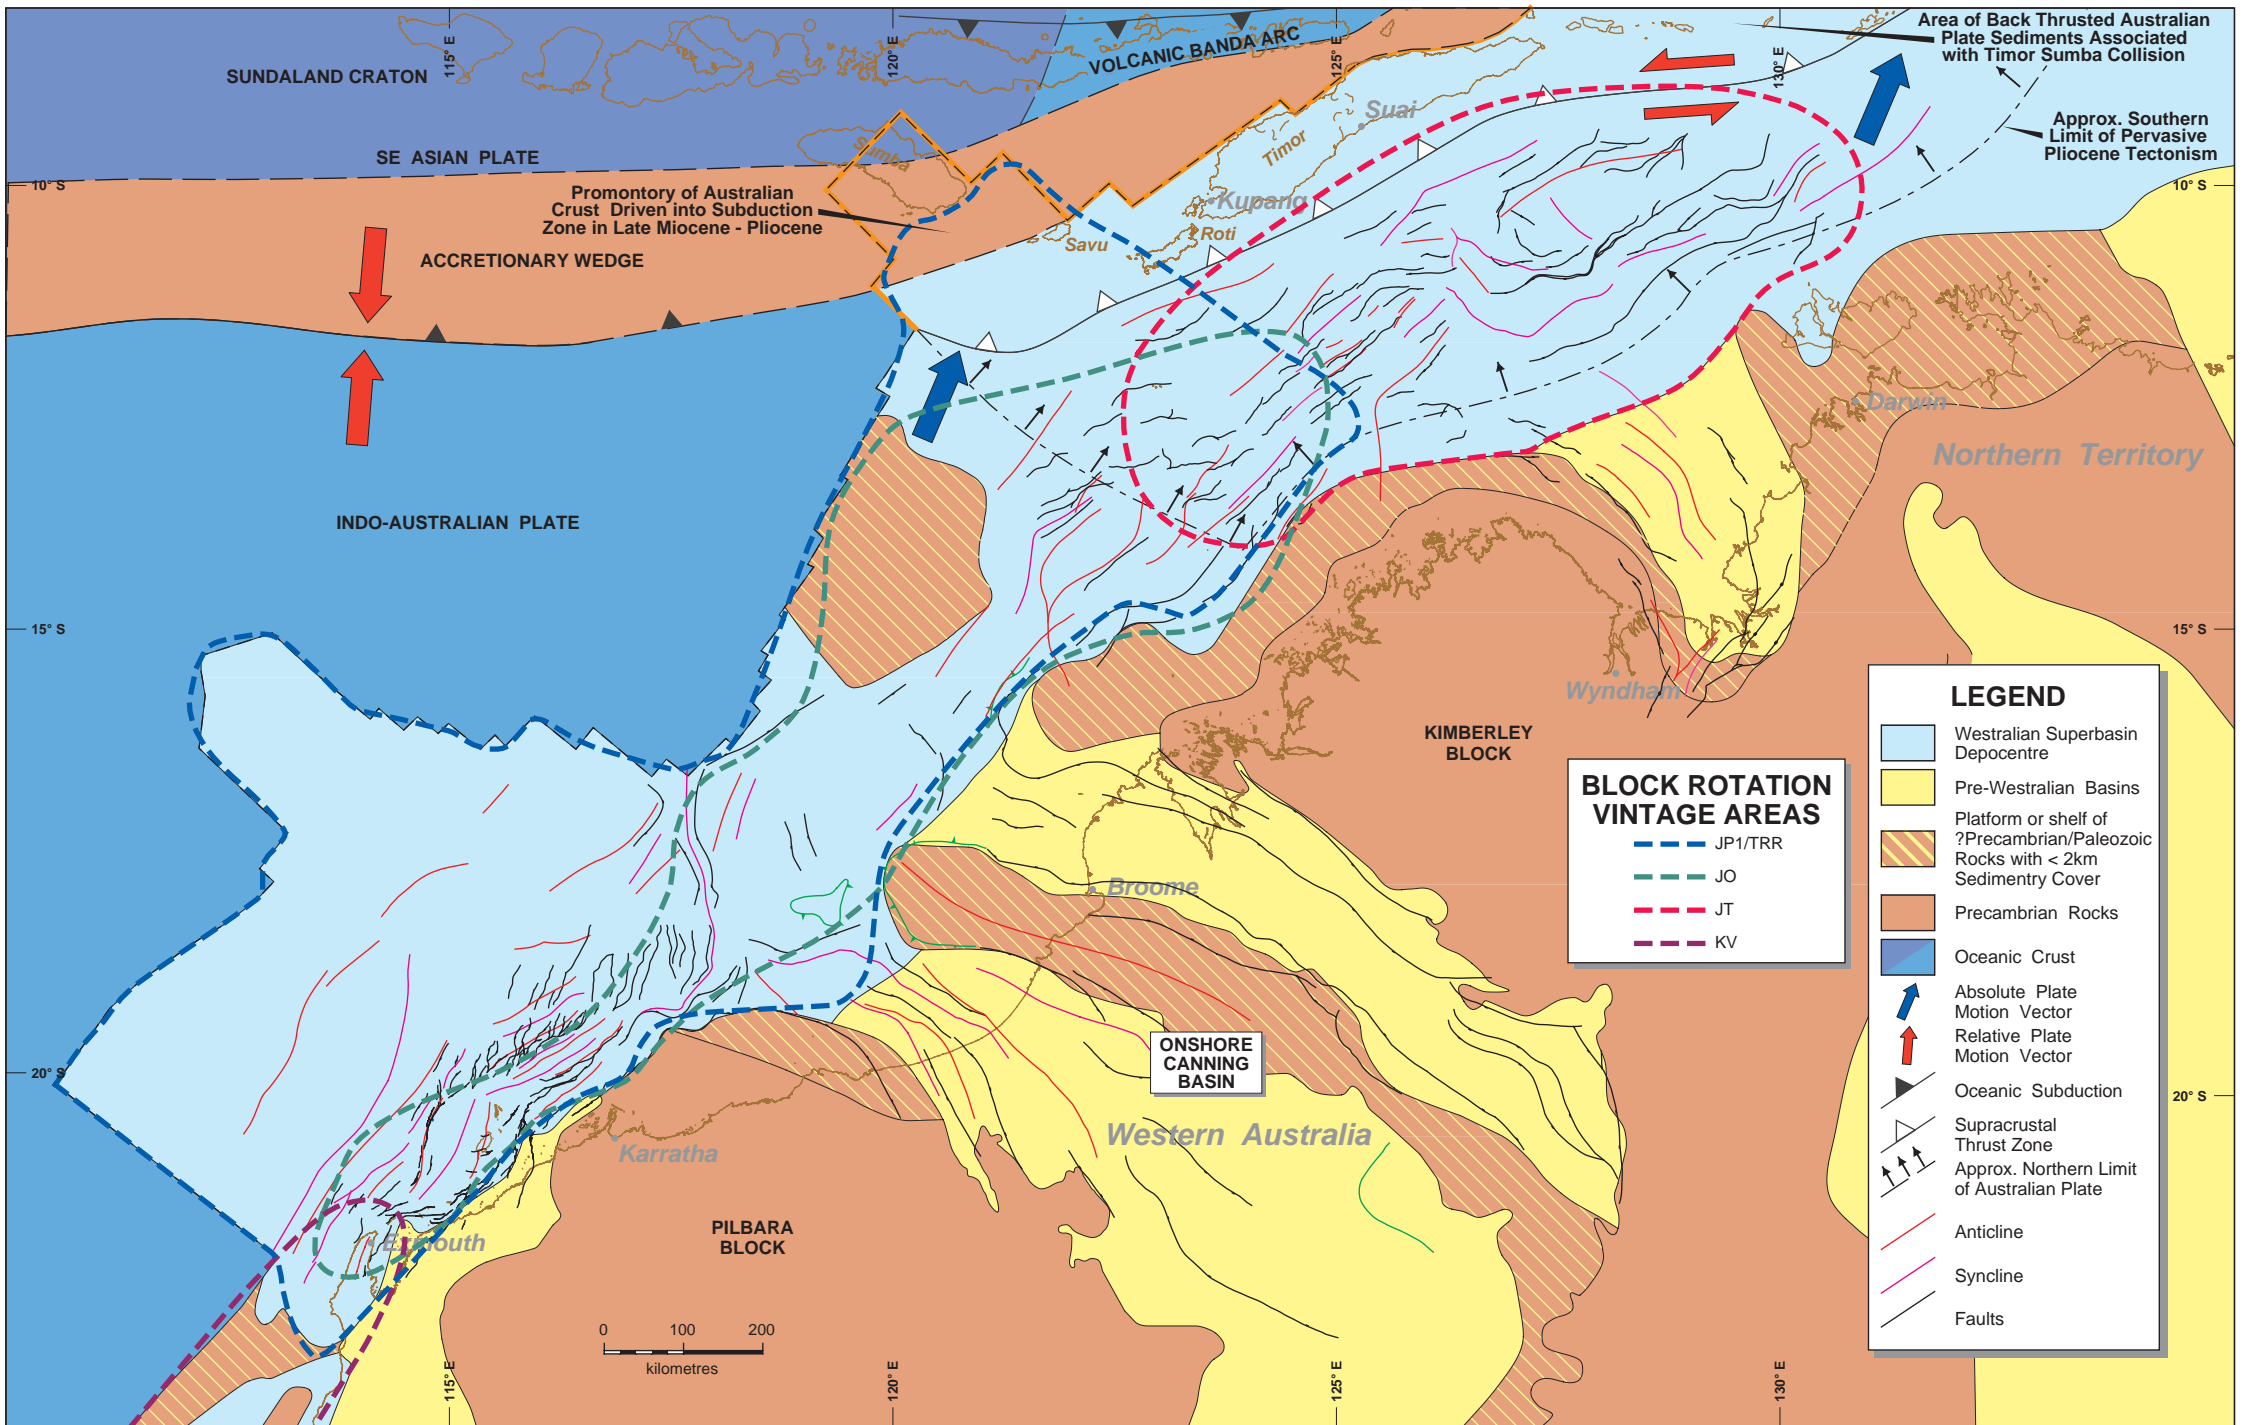 115° E
120° E
125° E
130° E
SUNDALAND CRATON
VOLCANIC BANDA ARC
Area of Back Thrusted Australian
Plate Sediments Associated
with Timor Sumba Collision
Suai
Approx. Southern
Limit of Pervasive
Pliocene Tectonism
SE ASIAN PLATE
Sumba
Timor
10° S
10° S
Promontory of Australian
Crust Driven into Subduction
Zone in Late Miocene - Pliocene
Kupang
Roti
Savu
ACCRETIONARY WEDGE
Darwin
Northern Territory
INDO-AUSTRALIAN PLATE
15° S
15° S
Wyndham
KIMBERLEY
BLOCK
LEGEND
Westralian Superbasin
Depocentre
Pre-Westralian Basins
Platform or shelf of
?Precambrian/Paleozoic
Rocks with < 2km
Sedimentry Cover
Precambrian Rocks
Oceanic Crust
Absolute Plate
Motion Vector
Relative Plate
Motion Vector
Oceanic Subduction
Supracrustal
Thrust Zone
Approx. Northern Limit
of Australian Plate
Anticline
Syncline
Faults
BLOCK ROTATION
VINTAGE AREAS
JP1/TRR
JO
JT
KV
Broome
ONSHORE
CANNING
BASIN
20° S
20° S
Western Australia
Karratha
PILBARA
BLOCK
Exmouth
0 100 200
kilometres
115° E
120° E
125° E
130° E